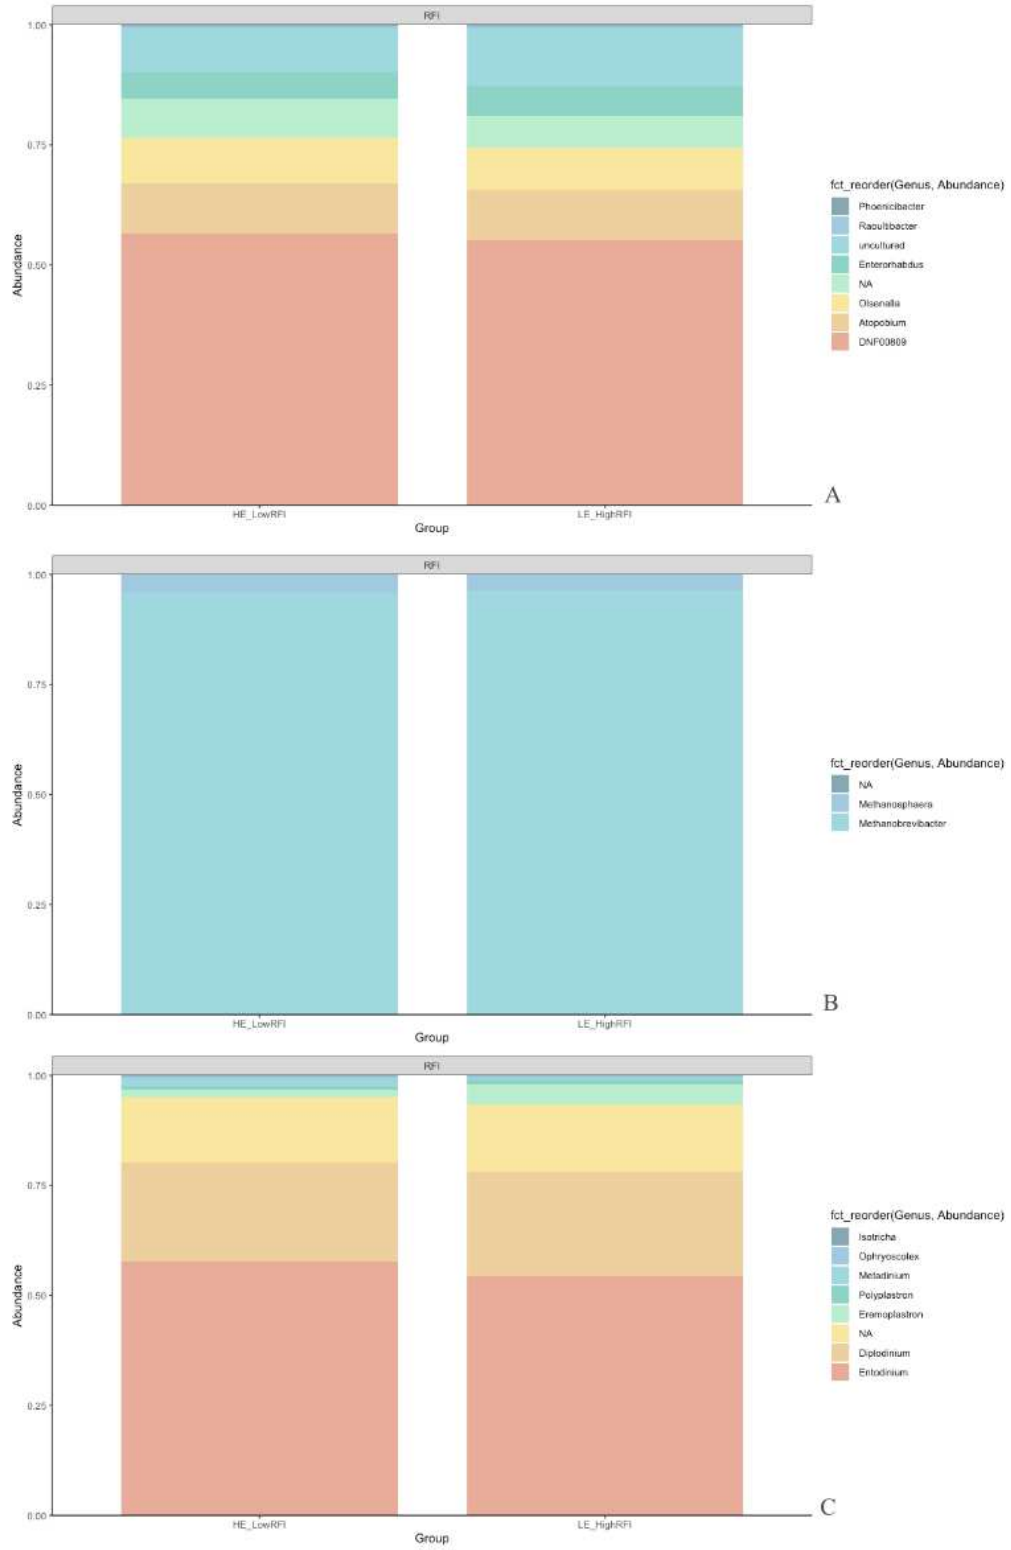 RFI
1.00
0.75
0.50
0.25
0.00
Abundance
HE_LowRFI
LE_HighRFI
Group
fct_reorder(Genus, Abundance)
Phoenicibacter
Raoultibacter
uncultured
Enterorhabdus
NA
Olsenella
Atopobium
DNF00809
A
RFI
1.00
0.75
0.50
0.25
0.00
Abundance
HE_LowRFI
LE_HighRFI
Group
fct_reorder(Genus, Abundance)
NA
Methanosphaera
Methanobrevibacter
B
RFI
1.00
0.75
0.50
0.25
0.00
Abundance
HE_LowRFI
LE_HighRFI
Group
fct_reorder(Genus, Abundance)
Isotricha
Ophryoscolex
Metadinium
Polyplastron
Eremoplastron
NA
Diplodinium
Entodinium
C